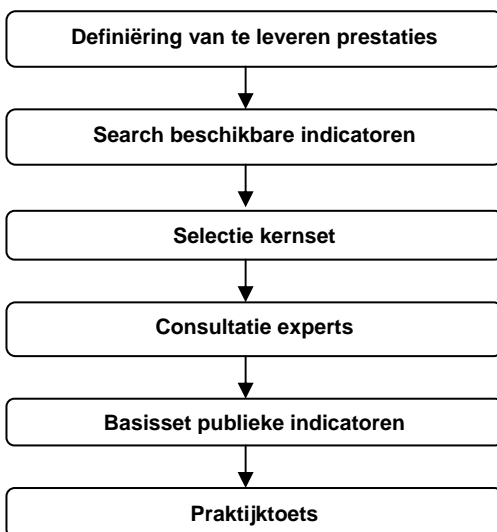 Definiëring van te leveren prestaties
Search beschikbare indicatoren
Selectie kernset
Consultatie experts
Basisset publieke indicatoren
Praktijktoets